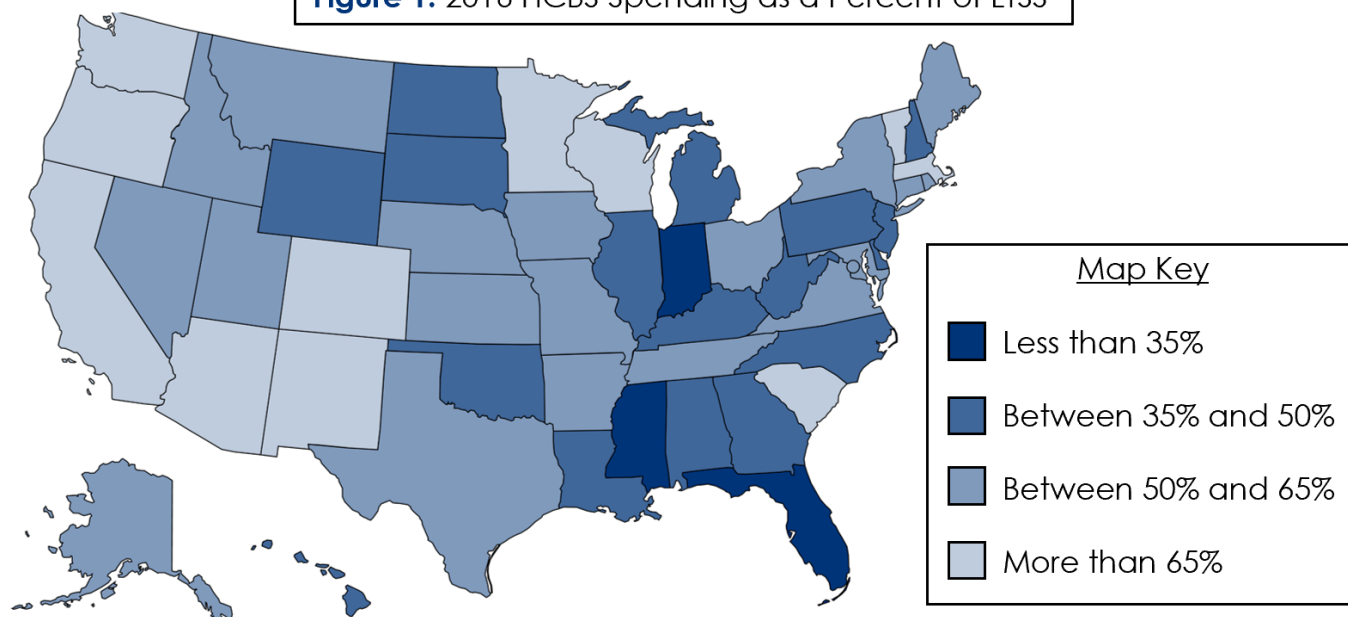 Figure 1: 2018 HCBS Spending as a Percent of LTSS
Map Key
Less than 35%
Between 35% and 50%
Between 50% and 65%
More than 65%